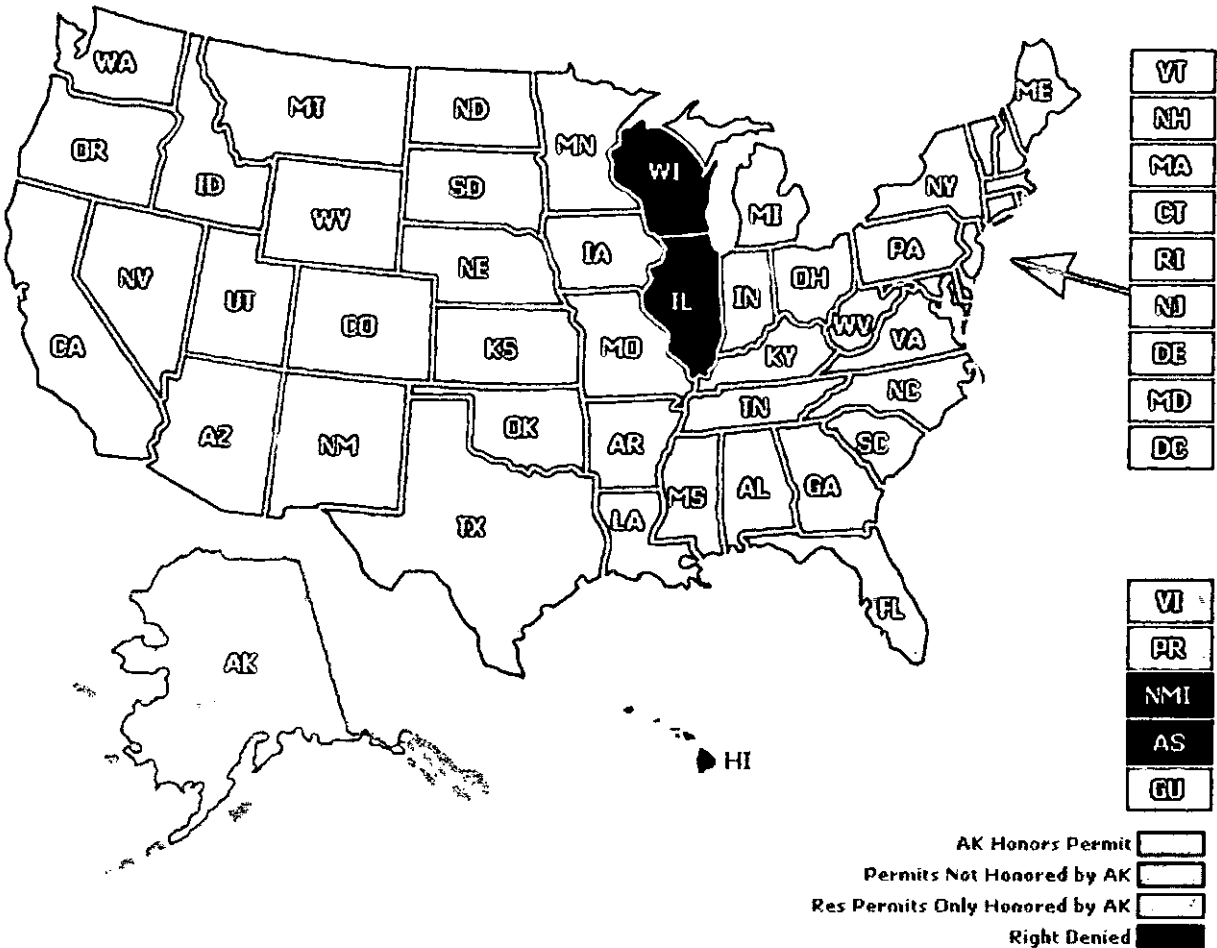 WA
MT
ND
MN
ME
OR
ID
SD
WI
NY
WY
MI
NV
UT
NE
IA
PA
CA
CO
IL
IN
OH
KS
MO
WV
VA
KY
AZ
NM
OK
AR
TN
NC
SC
TX
LA
MS
AL
GA
FL
AK
HI
VT
NH
MA
CT
RI
NJ
DE
MD
DC
VI
PR
NMI
AS
GU
AK Honors Permit
Permits Not Honored by AK
Res Permits Only Honored by AK
Right Denied